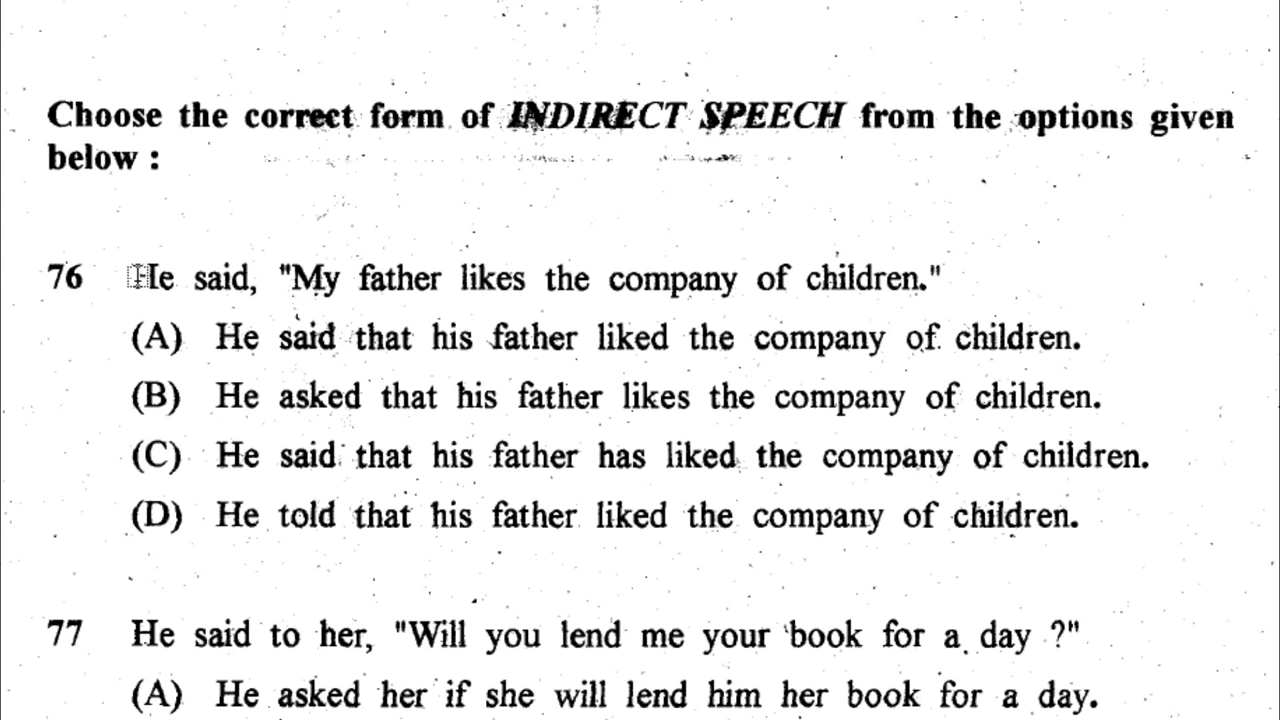 Choose the correct form of INDIRECT SPEECH from the options given
below :
76 He said, "My father likes the company of children."
(A) He said that his father liked the company of children.
(B) He asked that his father likes the company of children.
(C) He said that his father has liked the company of children.
(D) He told that his father liked the company of children.
77 He said to her, "Will you lend me your book for a day ?"
(A) He asked her if she will lend him her book for a day.